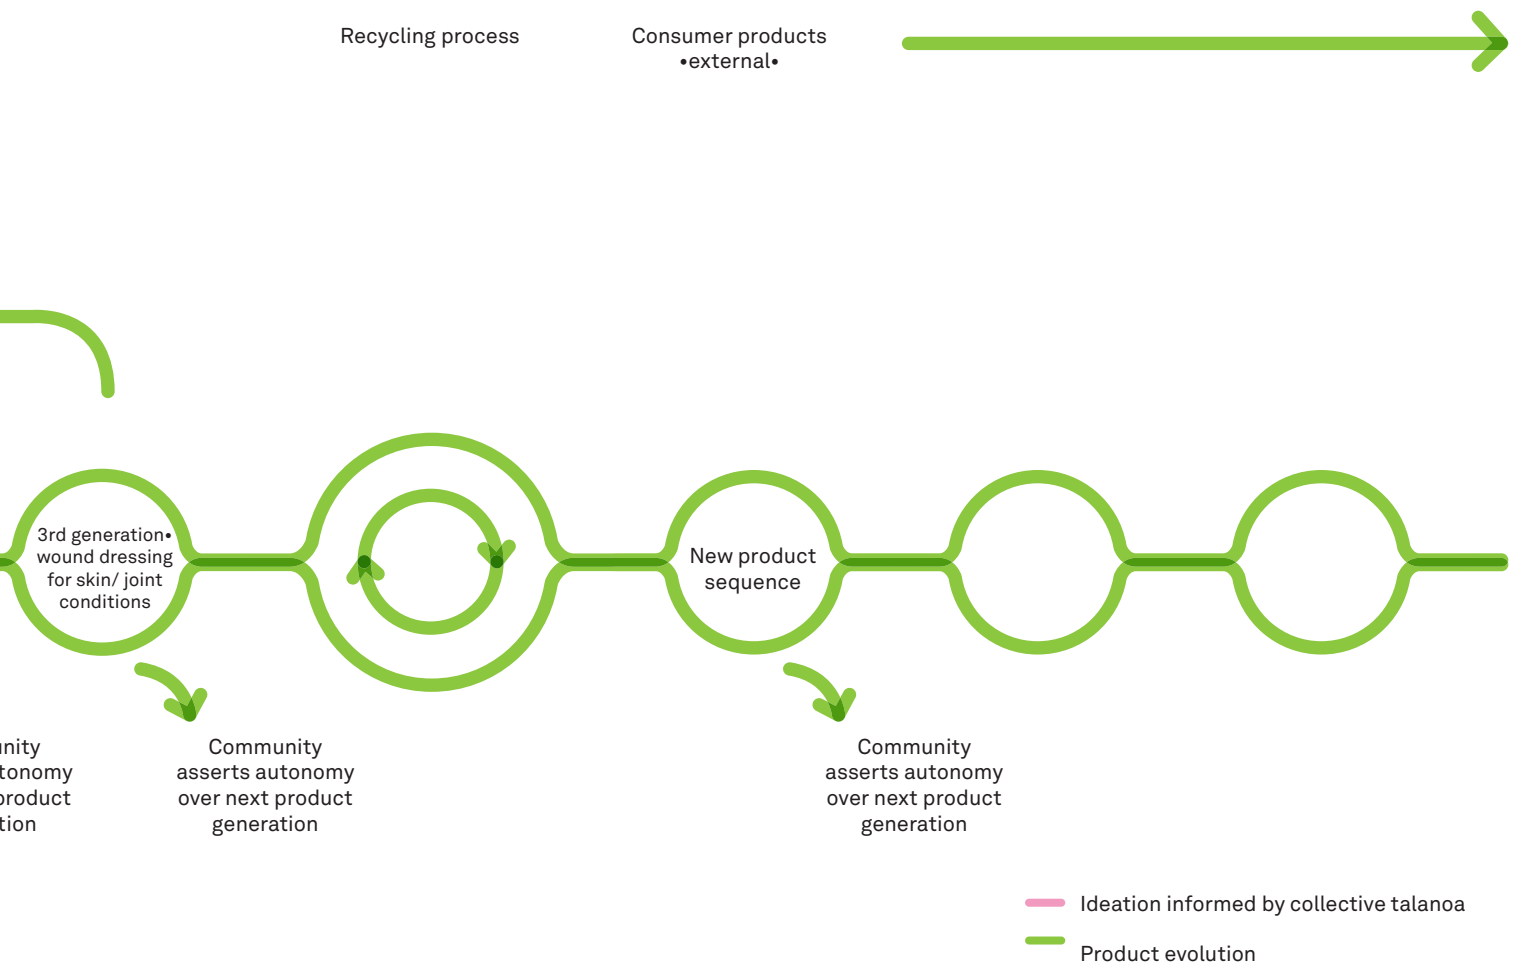 Recycling process
Consumer products
•external•
3rd generation•
wound dressing
for skin/ joint
conditions
New product
sequence
product
Community
asserts autonomy
over next product
generation
Community
asserts autonomy
over next product
generation
Ideation informed by collective talanoa
Product evolution